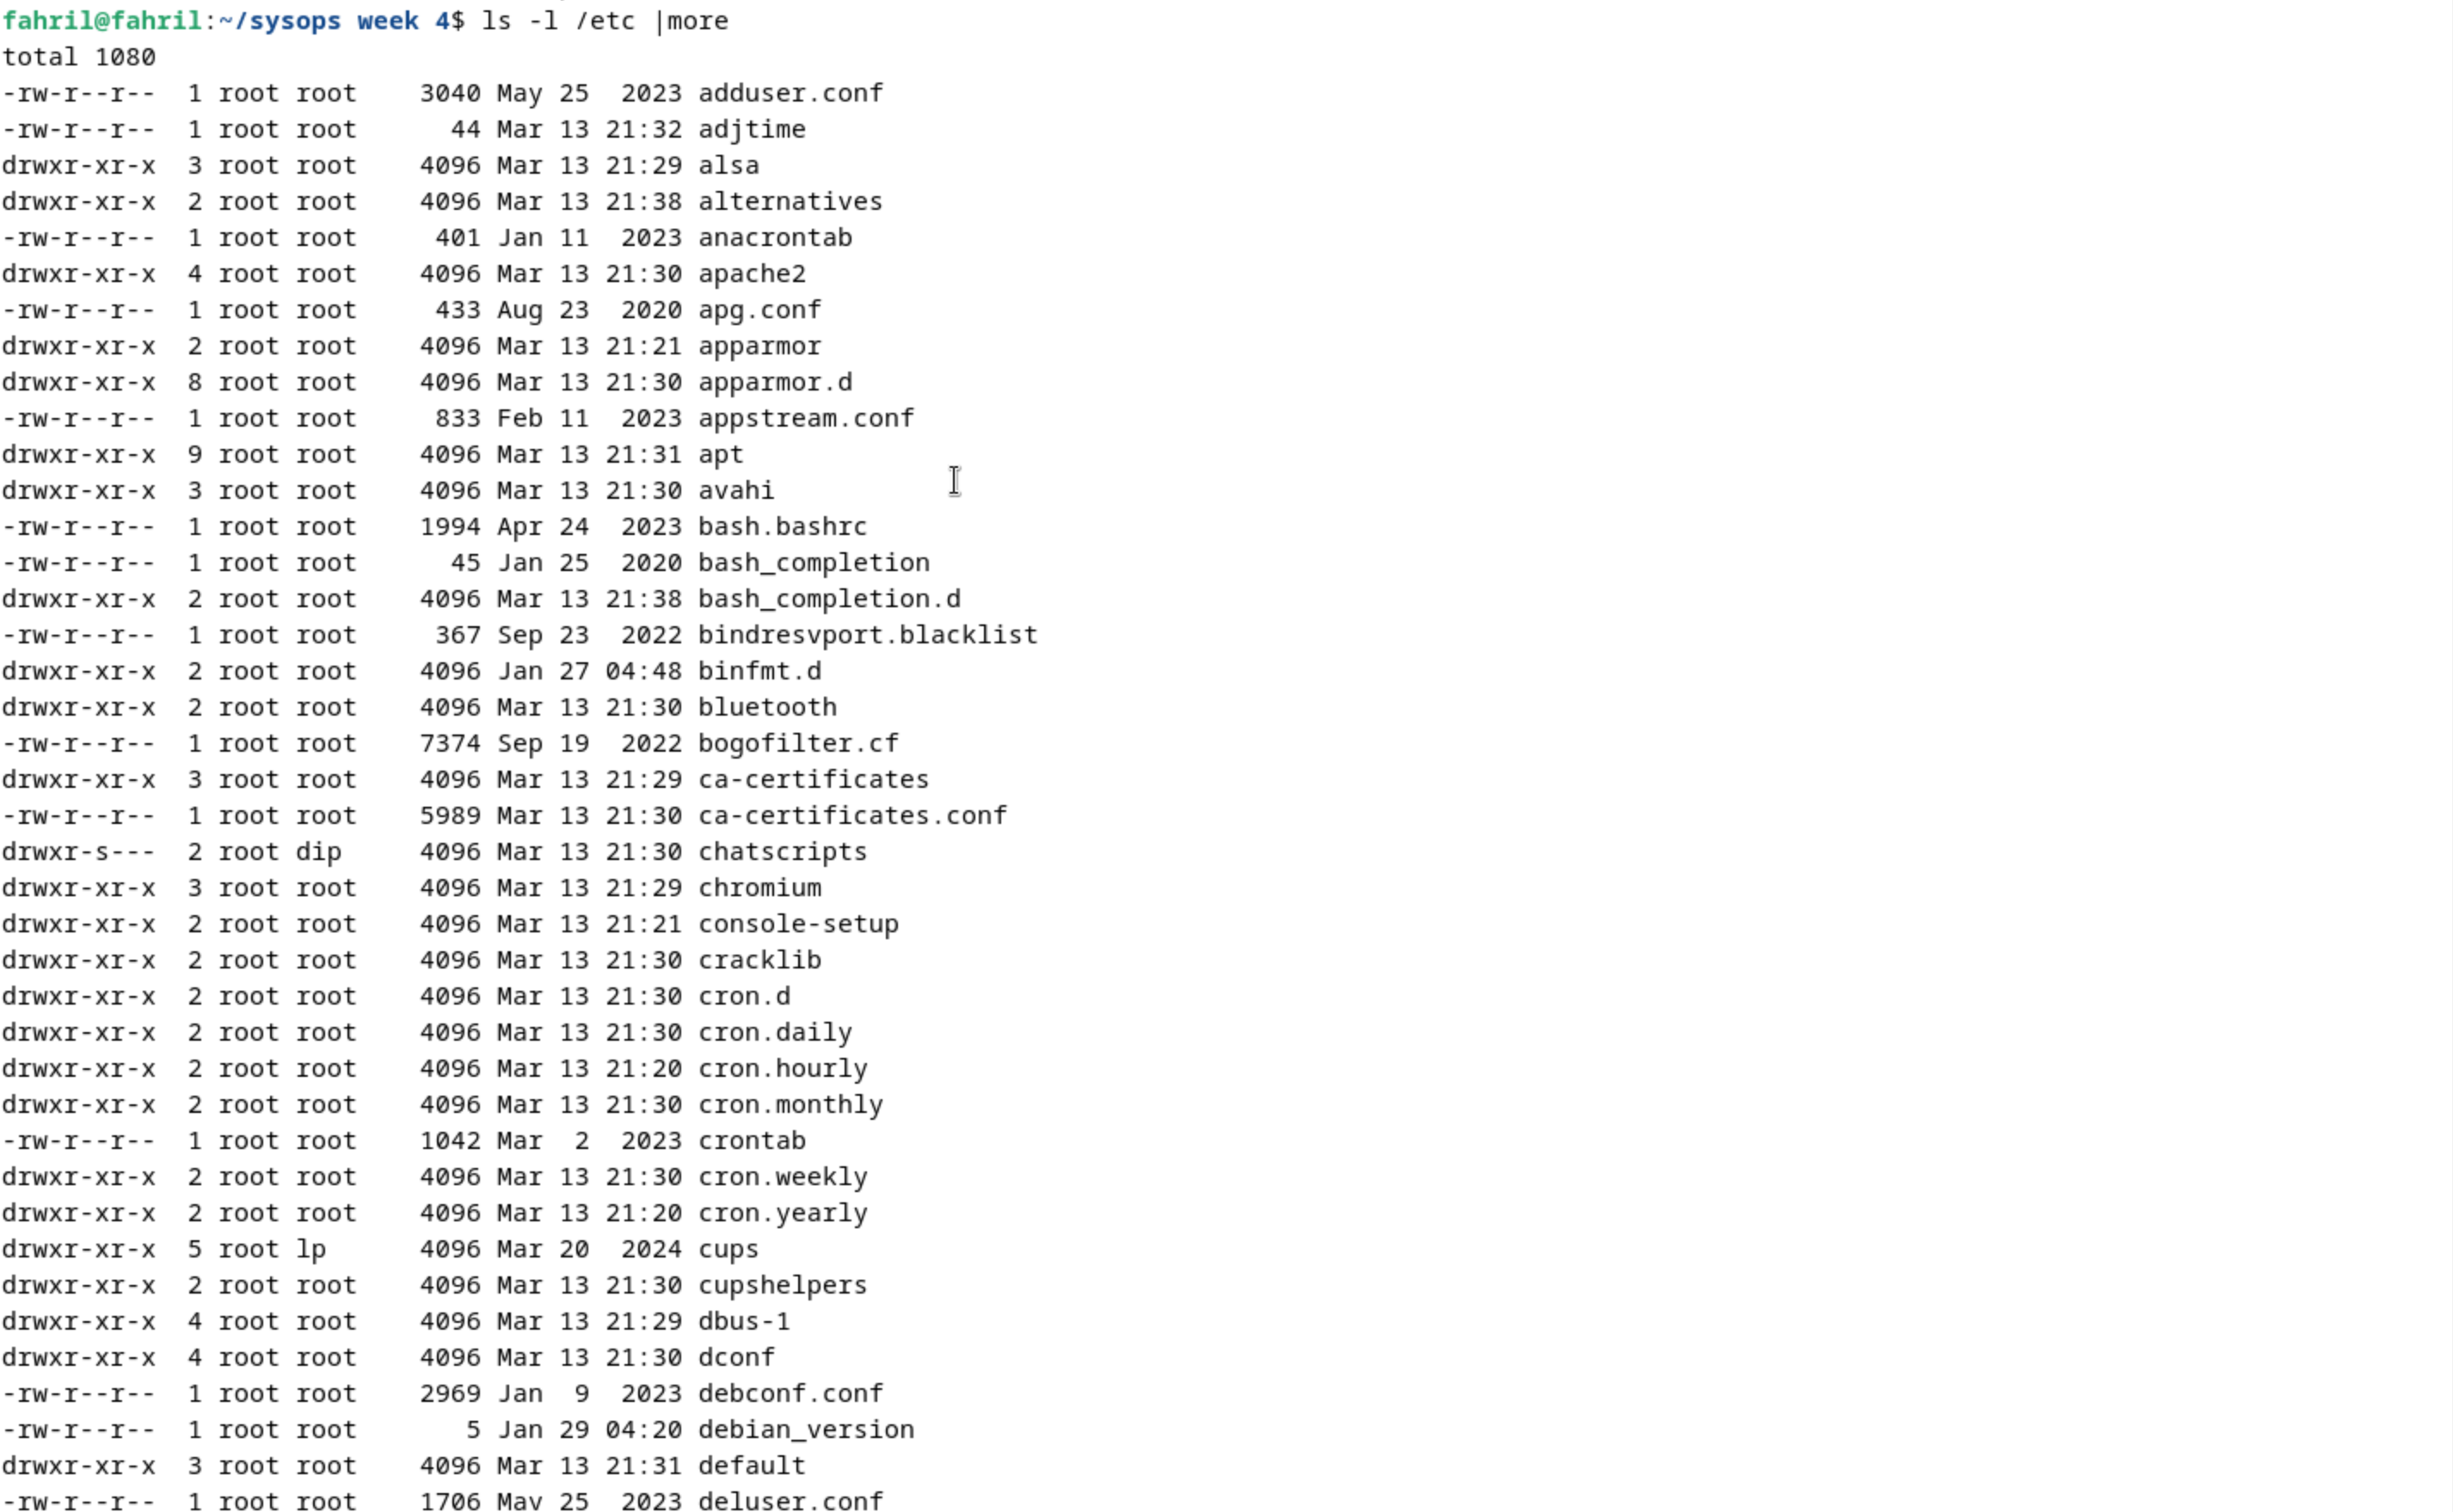 fahril@fahril:~/sysops week 4$ ls -l /etc |more
total 1080
-rw-r--r--  1 root root    3040 May 25  2023 adduser.conf
-rw-r--r--  1 root root      44 Mar 13 21:32 adjtime
drwxr-xr-x  3 root root    4096 Mar 13 21:29 alsa
drwxr-xr-x  2 root root    4096 Mar 13 21:38 alternatives
-rw-r--r--  1 root root     401 Jan 11  2023 anacrontab
drwxr-xr-x  4 root root    4096 Mar 13 21:30 apache2
-rw-r--r--  1 root root     433 Aug 23  2020 apg.conf
drwxr-xr-x  2 root root    4096 Mar 13 21:21 apparmor
drwxr-xr-x  8 root root    4096 Mar 13 21:30 apparmor.d
-rw-r--r--  1 root root     833 Feb 11  2023 appstream.conf
drwxr-xr-x  9 root root    4096 Mar 13 21:31 apt
drwxr-xr-x  3 root root    4096 Mar 13 21:30 avahi
-rw-r--r--  1 root root    1994 Apr 24  2023 bash.bashrc
-rw-r--r--  1 root root      45 Jan 25  2020 bash_completion
drwxr-xr-x  2 root root    4096 Mar 13 21:38 bash_completion.d
-rw-r--r--  1 root root     367 Sep 23  2022 bindresvport.blacklist
drwxr-xr-x  2 root root    4096 Jan 27 04:48 binfmt.d
drwxr-xr-x  2 root root    4096 Mar 13 21:30 bluetooth
-rw-r--r--  1 root root    7374 Sep 19  2022 bogofilter.cf
drwxr-xr-x  3 root root    4096 Mar 13 21:29 ca-certificates
-rw-r--r--  1 root root    5989 Mar 13 21:30 ca-certificates.conf
drwxr-s---  2 root dip     4096 Mar 13 21:30 chatscripts
drwxr-xr-x  3 root root    4096 Mar 13 21:29 chromium
drwxr-xr-x  2 root root    4096 Mar 13 21:21 console-setup
drwxr-xr-x  2 root root    4096 Mar 13 21:30 cracklib
drwxr-xr-x  2 root root    4096 Mar 13 21:30 cron.d
drwxr-xr-x  2 root root    4096 Mar 13 21:30 cron.daily
drwxr-xr-x  2 root root    4096 Mar 13 21:20 cron.hourly
drwxr-xr-x  2 root root    4096 Mar 13 21:30 cron.monthly
-rw-r--r--  1 root root    1042 Mar  2  2023 crontab
drwxr-xr-x  2 root root    4096 Mar 13 21:30 cron.weekly
drwxr-xr-x  2 root root    4096 Mar 13 21:20 cron.yearly
drwxr-xr-x  5 root lp      4096 Mar 20  2024 cups
drwxr-xr-x  2 root root    4096 Mar 13 21:30 cupshelpers
drwxr-xr-x  4 root root    4096 Mar 13 21:29 dbus-1
drwxr-xr-x  4 root root    4096 Mar 13 21:30 dconf
-rw-r--r--  1 root root    2969 Jan  9  2023 debconf.conf
-rw-r--r--  1 root root       5 Jan 29 04:20 debian_version
drwxr-xr-x  3 root root    4096 Mar 13 21:31 default
-rw-r--r--  1 root root    1706 May 25  2023 deluser.conf